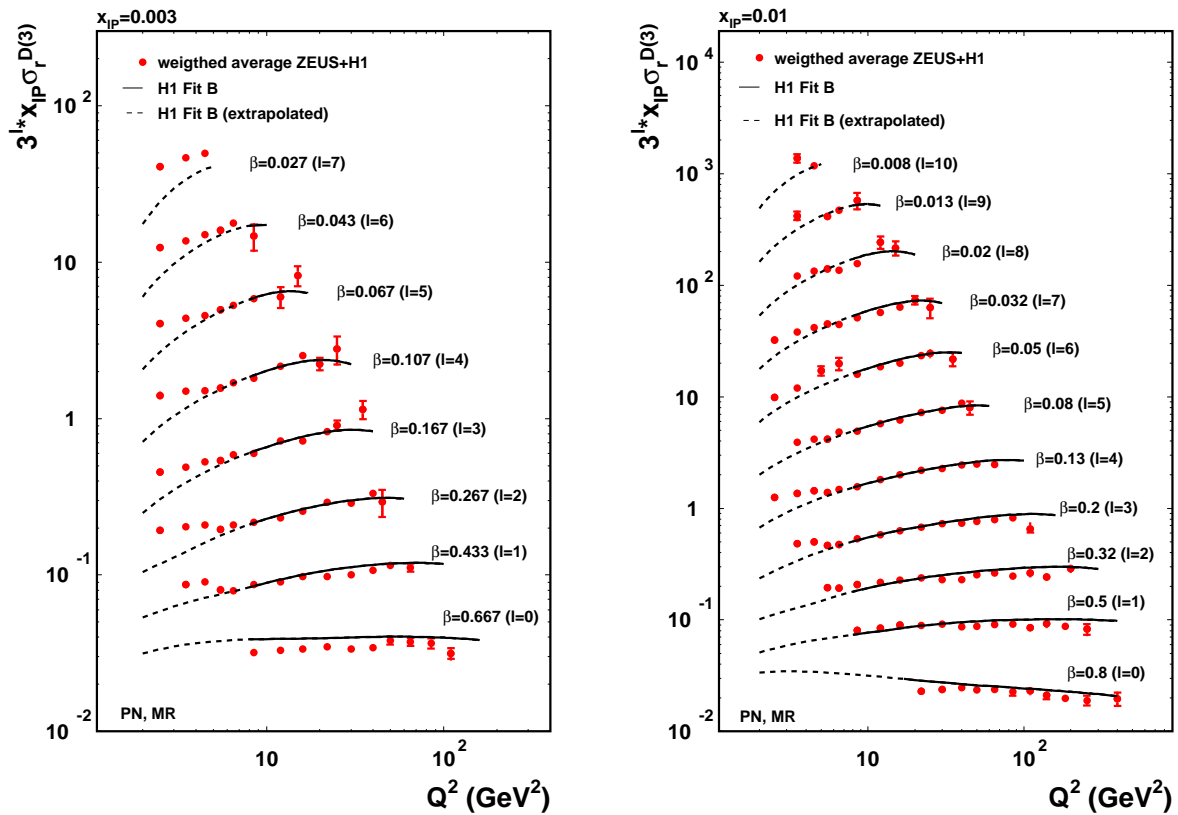 x_IP=0.003
3^l* x_IP σ_r^D(3)
weigthed average ZEUS+H1
H1 Fit B
H1 Fit B (extrapolated)
10^2
10
1
10^-1
10^-2
β=0.027 (l=7)
β=0.043 (l=6)
β=0.067 (l=5)
β=0.107 (l=4)
β=0.167 (l=3)
β=0.267 (l=2)
β=0.433 (l=1)
β=0.667 (l=0)
PN, MR
10
10^2
Q^2 (GeV^2)
x_IP=0.01
3^l* x_IP σ_r^D(3)
weigthed average ZEUS+H1
H1 Fit B
H1 Fit B (extrapolated)
10^4
10^3
10^2
10
1
10^-1
10^-2
β=0.008 (l=10)
β=0.013 (l=9)
β=0.02 (l=8)
β=0.032 (l=7)
β=0.05 (l=6)
β=0.08 (l=5)
β=0.13 (l=4)
β=0.2 (l=3)
β=0.32 (l=2)
β=0.5 (l=1)
β=0.8 (l=0)
PN, MR
10
10^2
Q^2 (GeV^2)